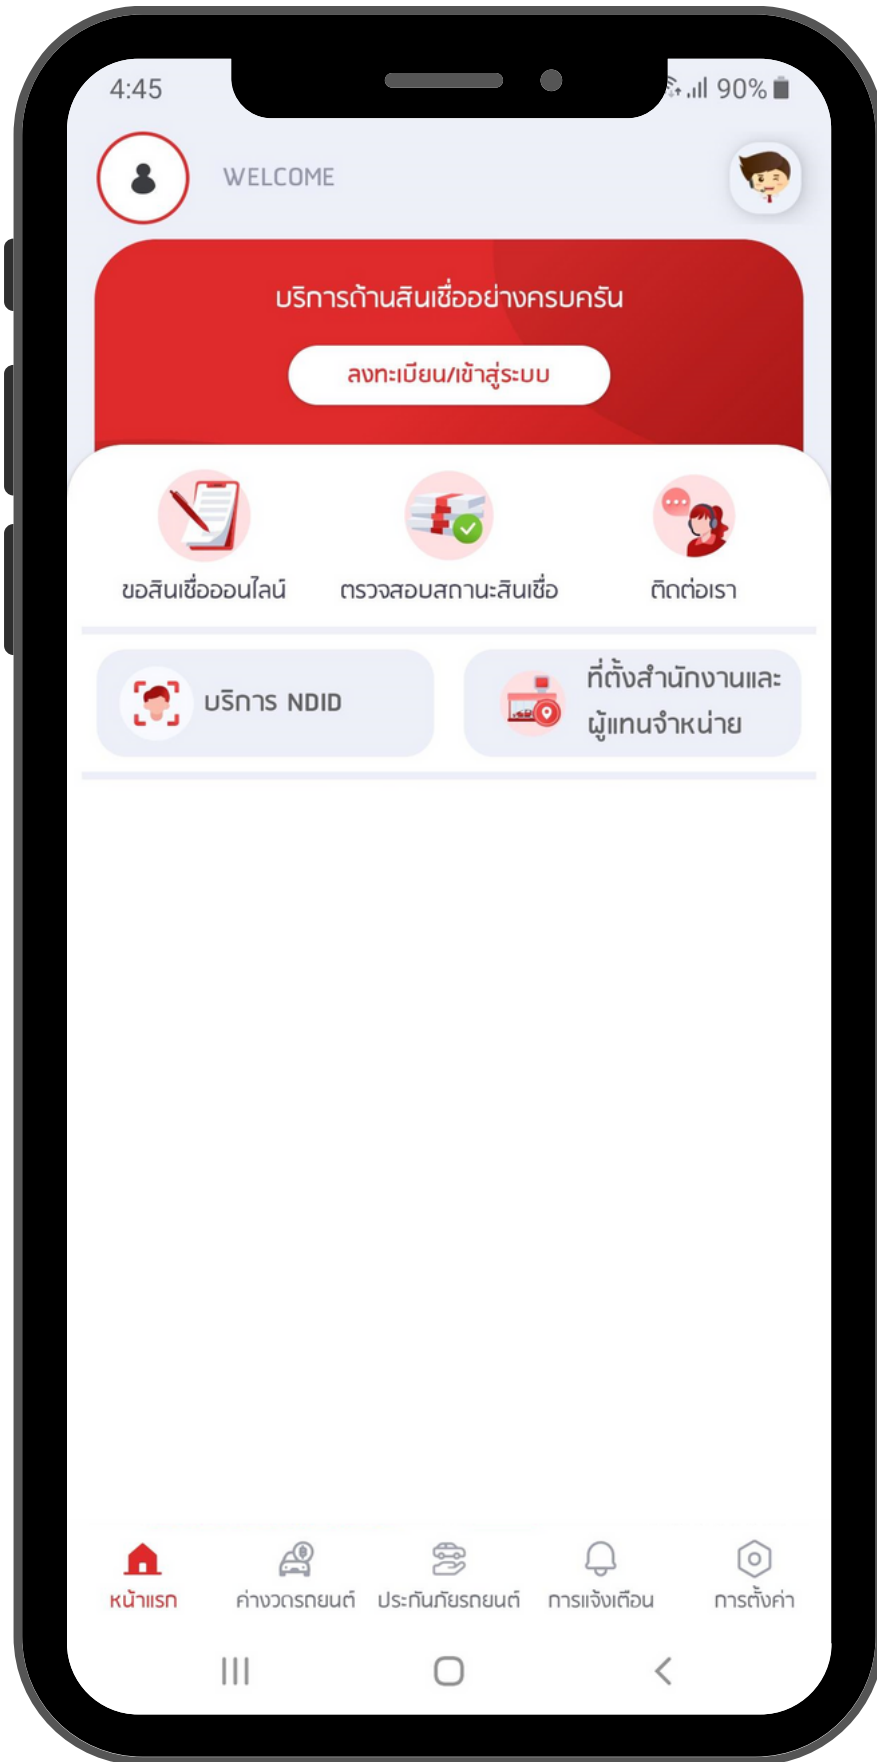 4:45
90%
WELCOME
บริการด้านสินเชื่ออย่างครบครัน
ลงทะเบียน/เข้าสู่ระบบ
ขอสินเชื่อออนไลน์
ตรวจสอบสถานะสินเชื่อ
ติดต่อเรา
บริการ NDID
ที่ตั้งสำนักงานและ
ผู้แทนจำหน่าย
หน้าแรก
ค่างวดรถยนต์
ประกันภัยรถยนต์
การแจ้งเตือน
การตั้งค่า